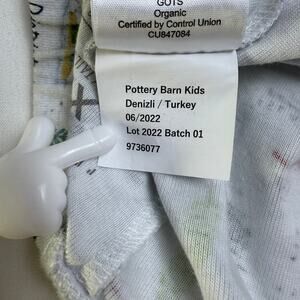 GOTS
Organic
Certified by Control Union
CU847084
Pottery Barn Kids
Denizli / Turkey
06/2022
Lot 2022 Batch 01
9736077